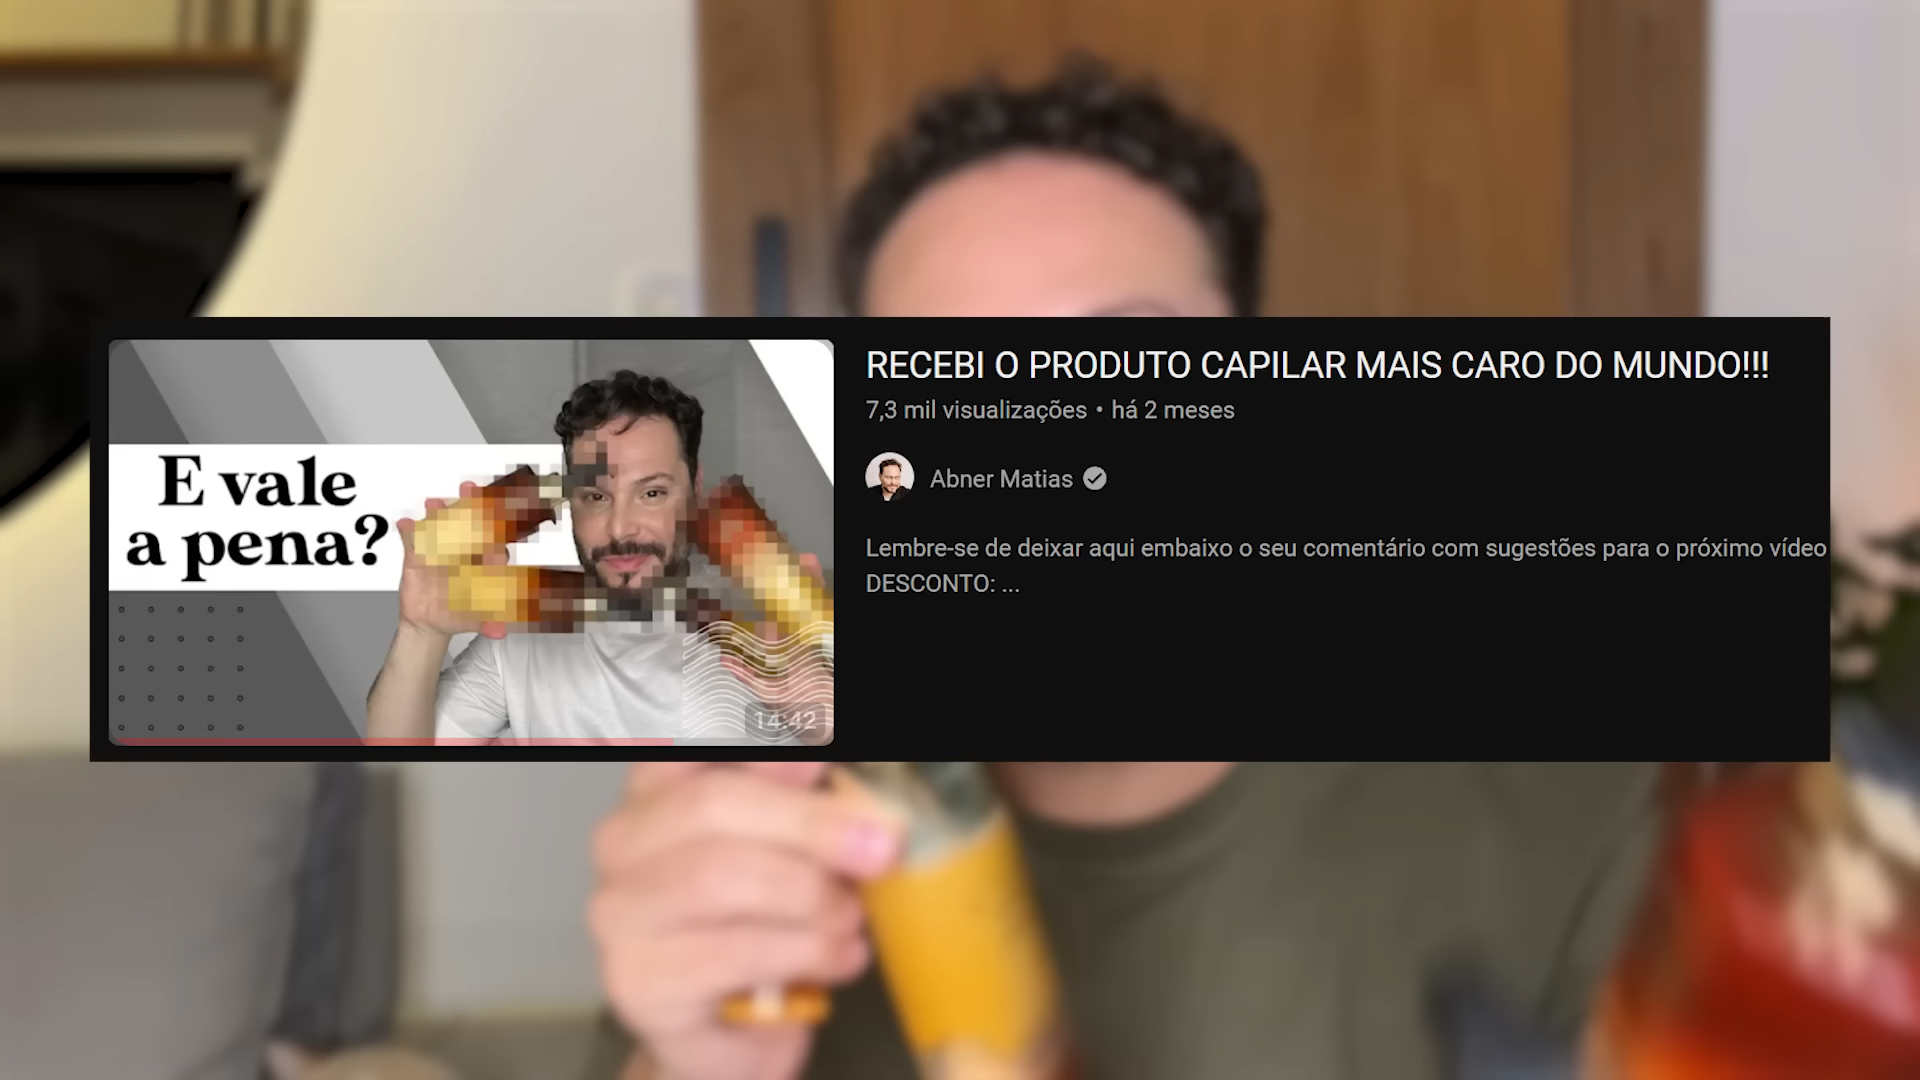 E vale
a pena?
14:42
RECEBI O PRODUTO CAPILAR MAIS CARO DO MUNDO!!!
7,3 mil visualizações • há 2 meses
Abner Matias
Lembre-se de deixar aqui embaixo o seu comentário com sugestões para o próximo vídeo
DESCONTO: ...